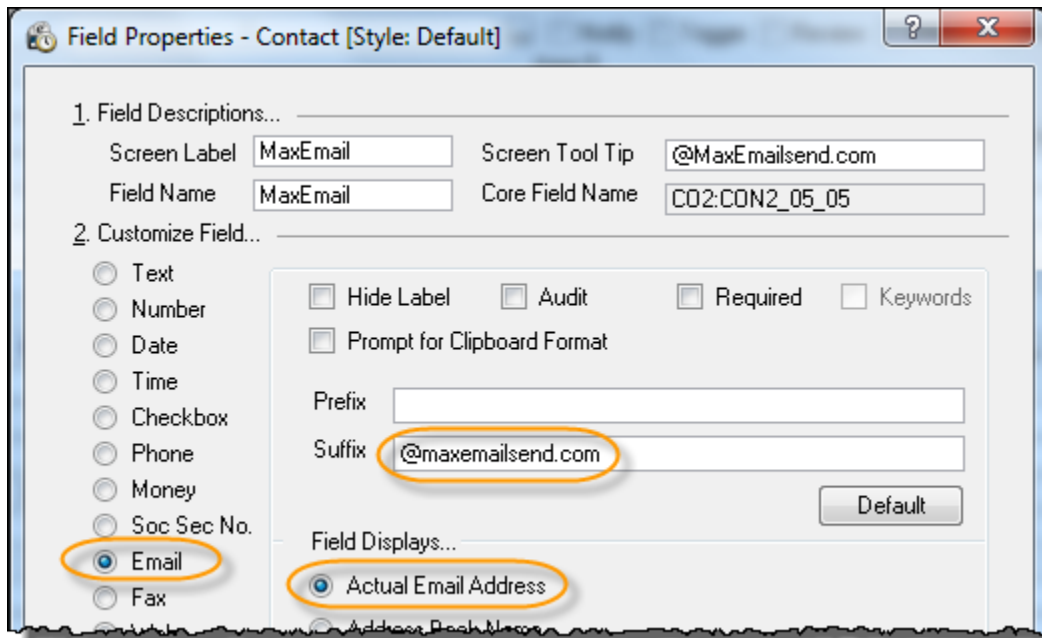 Field Properties - Contact [Style: Default]
1. Field Descriptions...
Screen Label MaxEmail Screen Tool Tip @MaxEmailsend.com
Field Name MaxEmail Core Field Name CO2:CON2_05_05
2. Customize Field...
Text
Hide Label Audit Required Keywords
Number
Prompt for Clipboard Format
Date
Time
Prefix
Checkbox
Suffix @maxemailsend.com
Phone
Money
Default
Soc Sec No.
Field Displays...
Email
Actual Email Address
Fax
Address Book Name